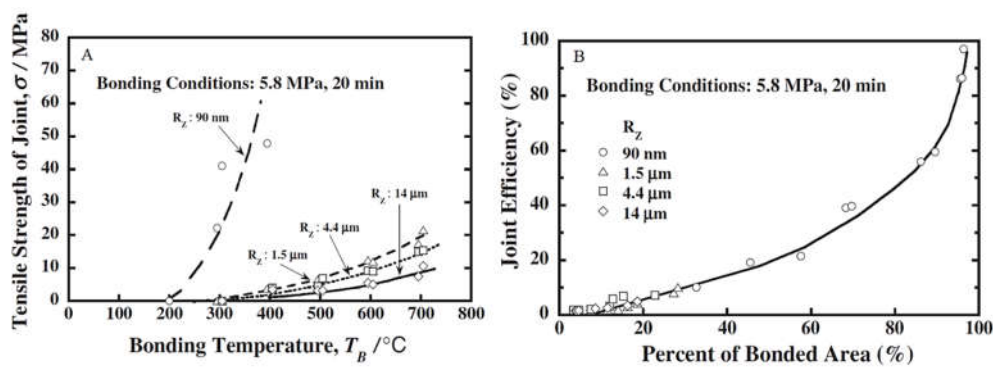 A
Bonding Conditions: 5.8 MPa, 20 min
R_Z : 90 nm
R_Z : 14 μm
R_Z : 4.4 μm
R_Z : 1.5 μm
Tensile Strength of Joint, σ / MPa
80
70
60
50
40
30
20
10
0
0 100 200 300 400 500 600 700 800
Bonding Temperature, T_B /°C
B
Bonding Conditions: 5.8 MPa, 20 min
R_Z
90 nm
1.5 μm
4.4 μm
14 μm
Joint Efficiency (%)
100
80
60
40
20
0
0 20 40 60 80 100
Percent of Bonded Area (%)